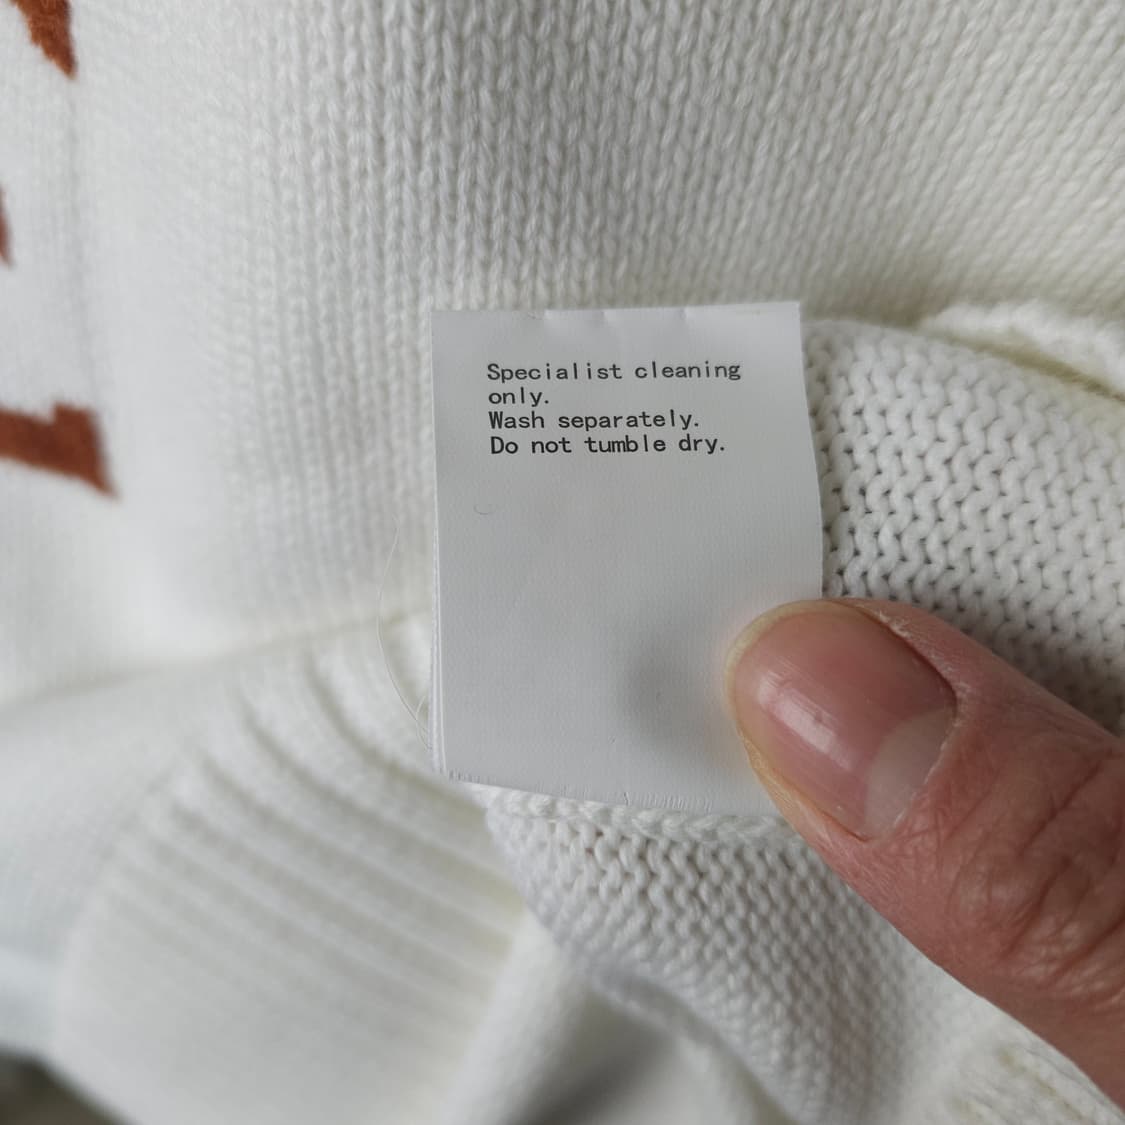 Specialist cleaning
only.
Wash separately.
Do not tumble dry.